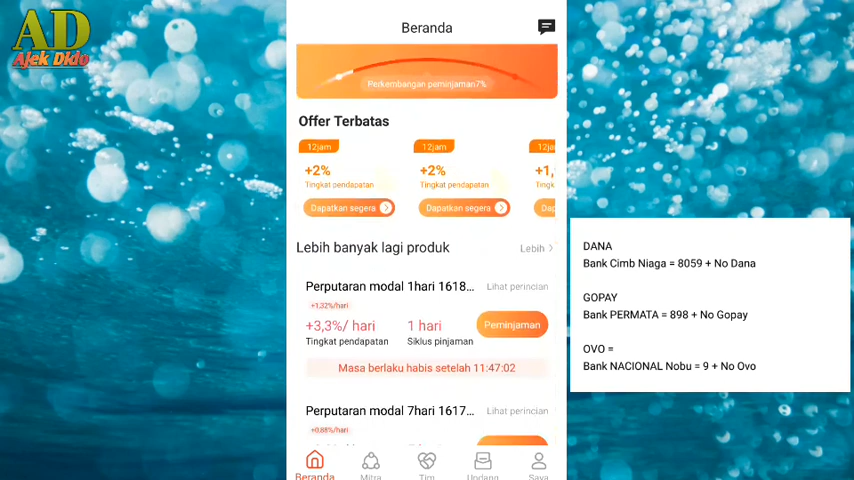 AD
Ajek Dido
Beranda
Perkembangan peminjaman7%
Offer Terbatas
12jam
+2%
Tingkat pendapatan
Dapatkan segera
12jam
+2%
Tingkat pendapatan
Dapatkan segera
12ja
+1,
Tingk
Dap
Lebih banyak lagi produk
Lebih
Perputaran modal 1hari 1618...
Lihat perincian
+1,32%/hari
+3,3%/ hari
Tingkat pendapatan
1 hari
Siklus pinjaman
Peminjaman
Masa berlaku habis setelah 11:47:02
Perputaran modal 7hari 1617...
Lihat perincian
+0,88%/hari
Beranda
Mitra
Tim
Undang
Saya
DANA
Bank Cimb Niaga = 8059 + No Dana
GOPAY
Bank PERMATA = 898 + No Gopay
OVO =
Bank NACIONAL Nobu = 9 + No Ovo